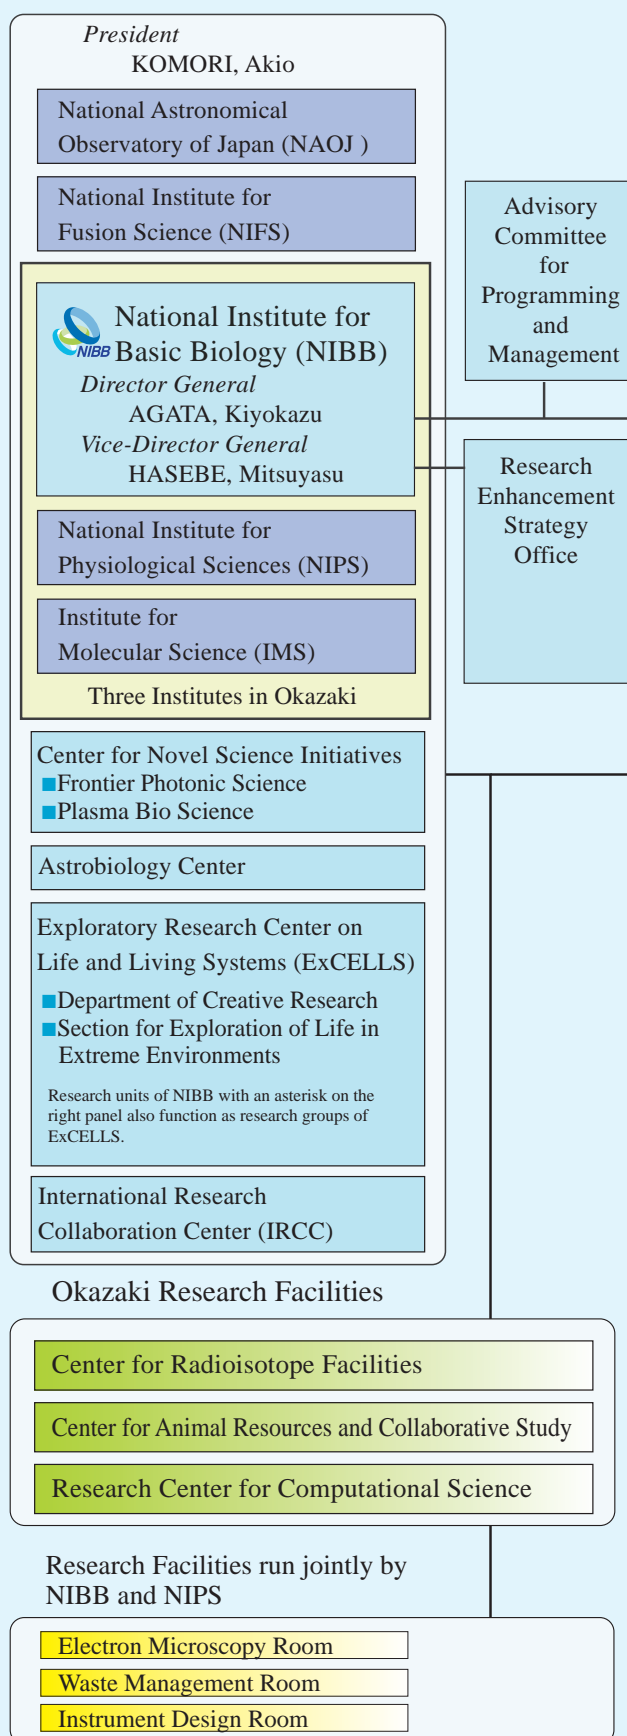 President
KOMORI, Akio
National Astronomical
Observatory of Japan (NAOJ )
National Institute for
Fusion Science (NIFS)
NIBB
National Institute for
Basic Biology (NIBB)
Director General
AGATA, Kiyokazu
Vice-Director General
HASEBE, Mitsuyasu
National Institute for
Physiological Sciences (NIPS)
Institute for
Molecular Science (IMS)
Three Institutes in Okazaki
Advisory
Committee
for
Programming
and
Management
Research
Enhancement
Strategy
Office
Center for Novel Science Initiatives
■Frontier Photonic Science
■Plasma Bio Science
Astrobiology Center
Exploratory Research Center on
Life and Living Systems (ExCELLS)
■Department of Creative Research
■Section for Exploration of Life in
Extreme Environments
Research units of NIBB with an asterisk on the
right panel also function as research groups of
ExCELLS.
International Research
Collaboration Center (IRCC)
Okazaki Research Facilities
Center for Radioisotope Facilities
Center for Animal Resources and Collaborative Study
Research Center for Computational Science
Research Facilities run jointly by
NIBB and NIPS
Electron Microscopy Room
Waste Management Room
Instrument Design Room